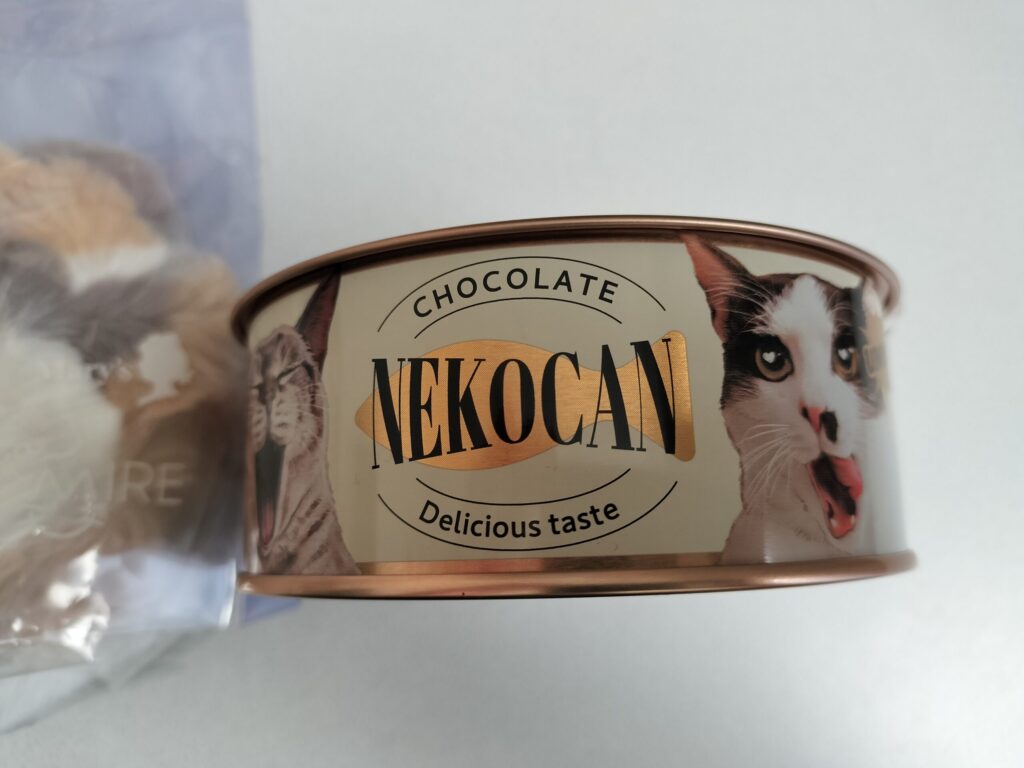 CHOCOLATE
NEKOCAN
Delicious taste